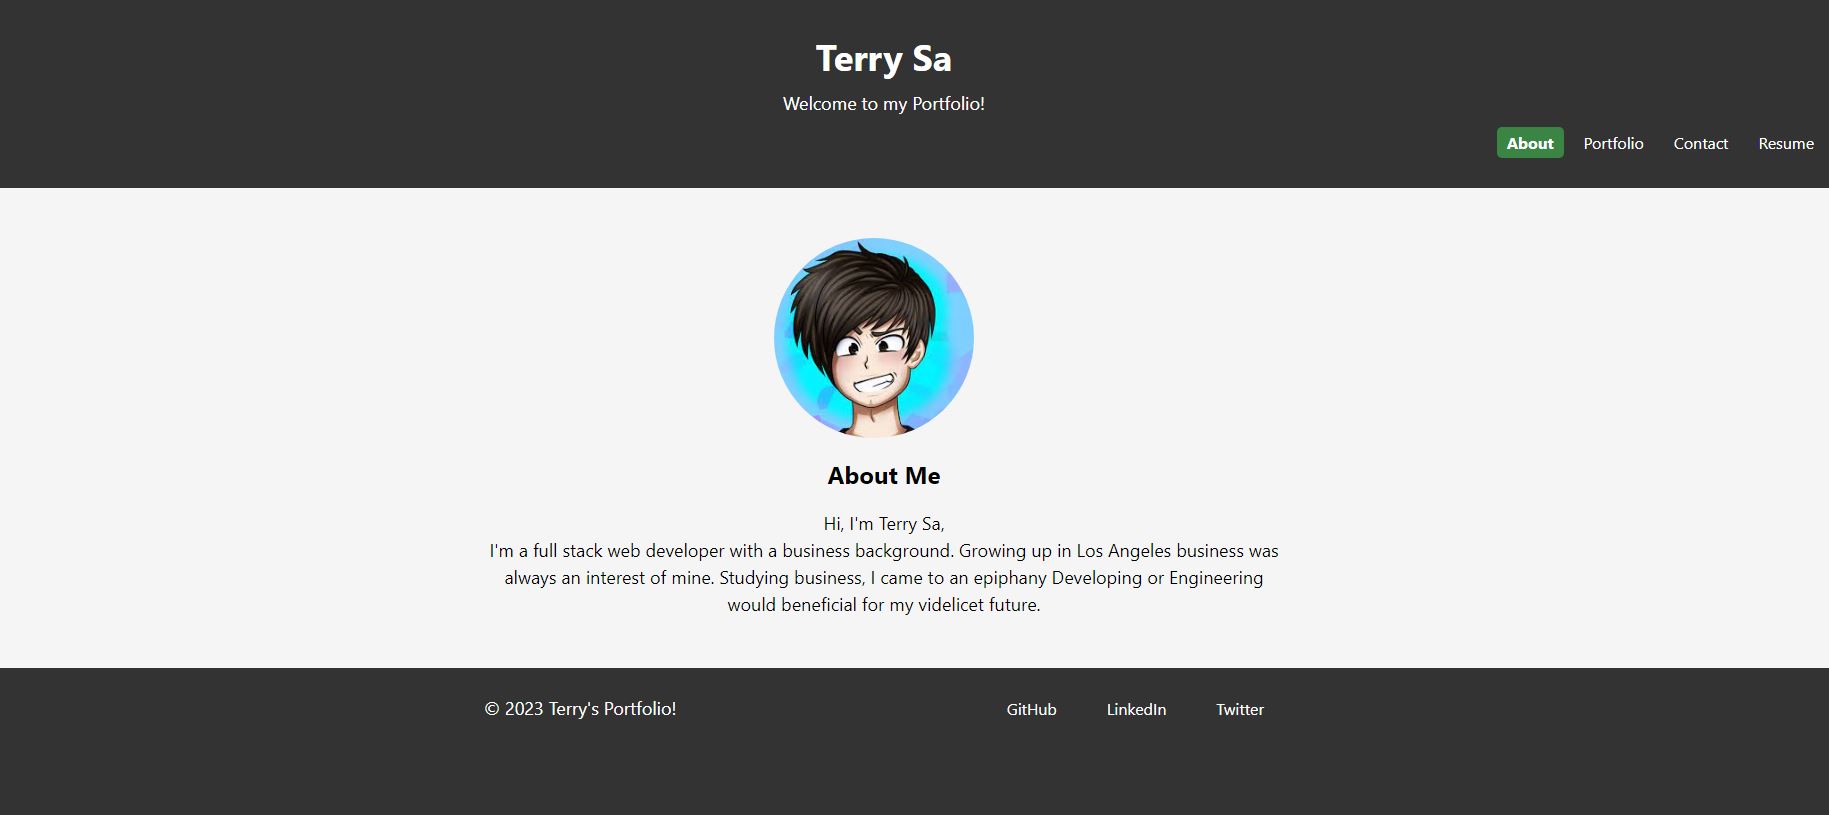 Terry Sa
Welcome to my Portfolio!
About Portfolio Contact Resume
About Me
Hi, I'm Terry Sa,
I'm a full stack web developer with a business background. Growing up in Los Angeles business was
always an interest of mine. Studying business, I came to an epiphany Developing or Engineering
would beneficial for my videlicet future.
© 2023 Terry's Portfolio! GitHub LinkedIn Twitter